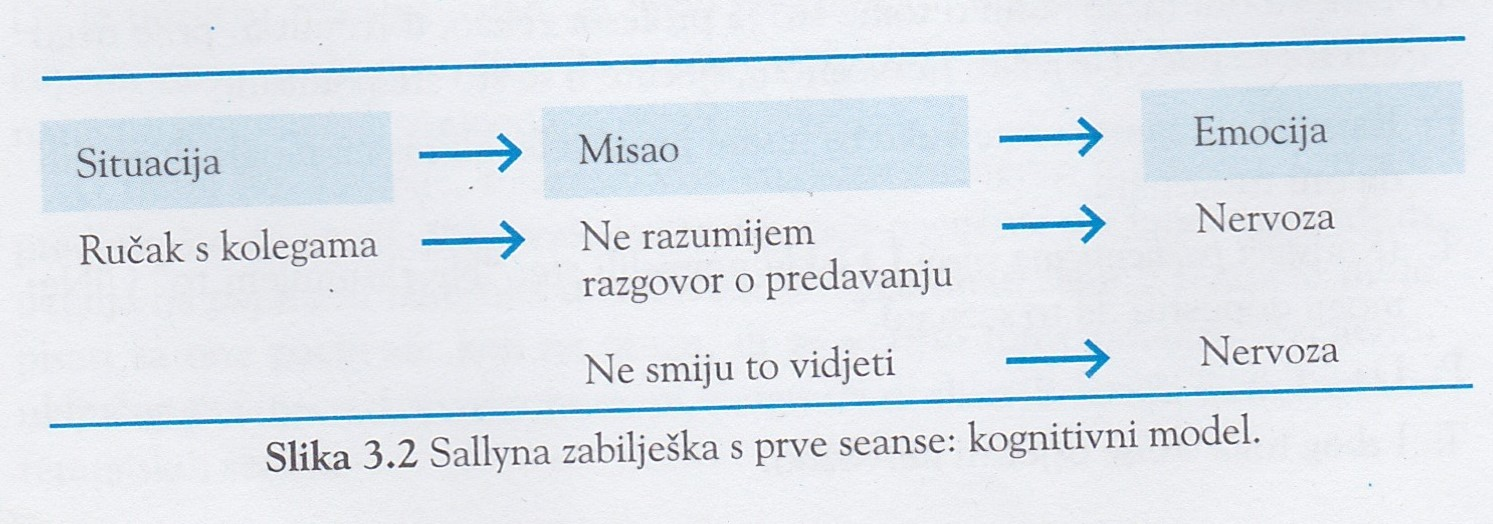 Situacija → Misao → Emocija
Ručak s kolegama → Ne razumijem → Nervoza
razgovor o predavanju
Ne smiju to vidjeti → Nervoza
Slika 3.2 Sallyna zabilješka s prve seanse: kognitivni model.